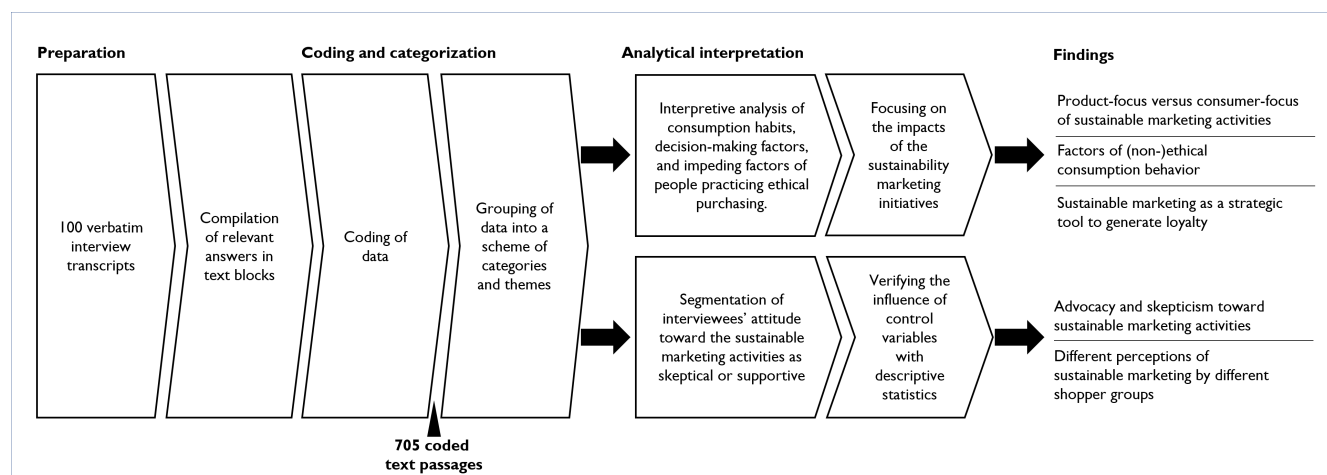 Preparation
Coding and categorization
Analytical interpretation
Findings
100 verbatim
interview
transcripts
Compilation
of relevant
answers in
text blocks
Coding of
data
Grouping of
data into a
scheme of
categories
and themes
705 coded
text passages
Interpretive analysis of
consumption habits,
decision-making factors,
and impeding factors of
people practicing ethical
purchasing.
Focusing on
the impacts
of the
sustainability
marketing
initiatives
Product-focus versus consumer-focus
of sustainable marketing activities
Factors of (non-)ethical
consumption behavior
Sustainable marketing as a strategic
tool to generate loyalty
Segmentation of
interviewees’ attitude
toward the sustainable
marketing activities as
skeptical or supportive
Verifying the
influence of
control
variables
with
descriptive
statistics
Advocacy and skepticism toward
sustainable marketing activities
Different perceptions of
sustainable marketing by different
shopper groups